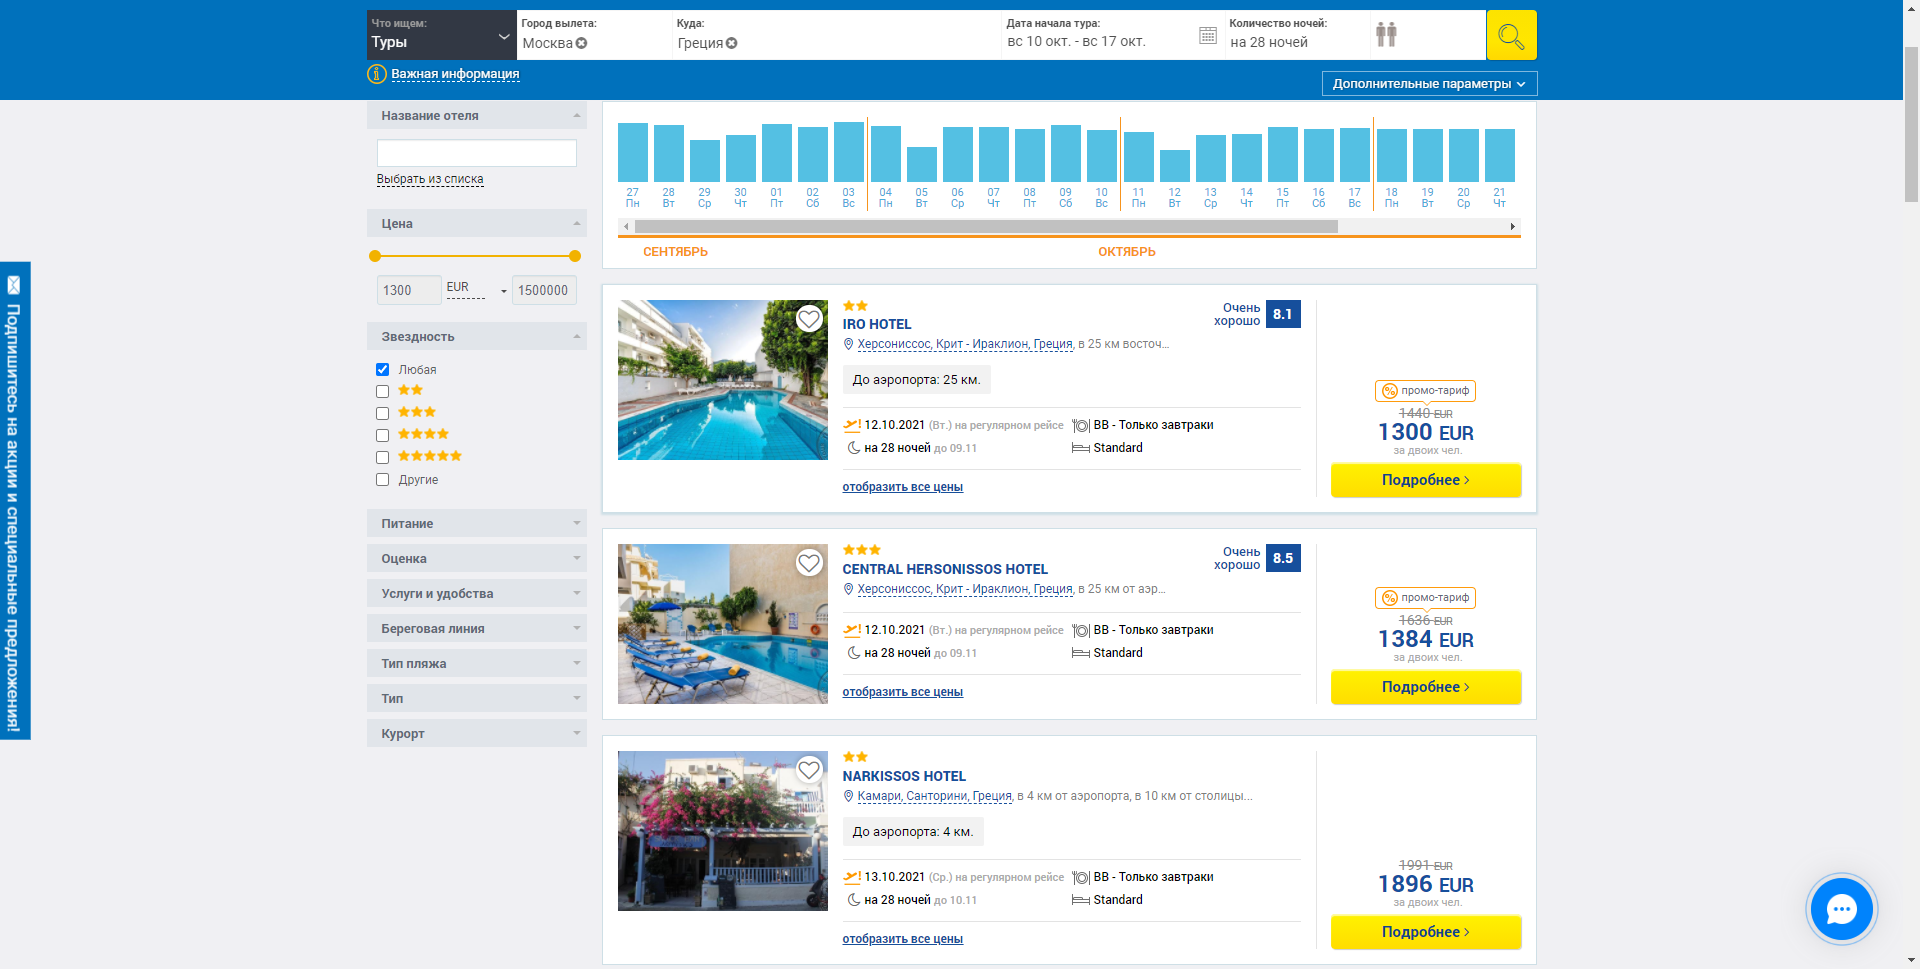 Что ищем:
Туры
Город вылета:
Москва
Куда:
Греция
Дата начала тура:
вс 10 окт. - вс 17 окт.
Количество ночей:
на 28 ночей
Важная информация
Дополнительные параметры
Подпишитесь на акции и специальные предложения!
Название отеля
Выбрать из списка
Цена
1300
EUR
1500000
Звездность
Любая
Другие
Питание
Оценка
Услуги и удобства
Береговая линия
Тип пляжа
Тип
Курорт
27 28 29 30 01 02 03 04 05 06 07 08 09 10 11 12 13 14 15 16 17 18 19 20 21
Пн Вт Ср Чт Пт Сб Вс Пн Вт Ср Чт Пт Сб Вс Пн Вт Ср Чт Пт Сб Вс Пн Вт Ср Чт
СЕНТЯБРЬ ОКТЯБРЬ
IRO HOTEL
Херсониссос, Крит - Ираклион, Греция, в 25 км восточ...
До аэропорта: 25 км.
Очень
хорошо
8.1
12.10.2021 (Вт.) на регулярном рейсе
BB - Только завтраки
на 28 ночей до 09.11
Standard
отобразить все цены
промо-тариф
1440 EUR
1300 EUR
за двоих чел.
Подробнее
CENTRAL HERSONISSOS HOTEL
Херсониссос, Крит - Ираклион, Греция, в 25 км от аэр...
Очень
хорошо
8.5
12.10.2021 (Вт.) на регулярном рейсе
BB - Только завтраки
на 28 ночей до 09.11
Standard
отобразить все цены
промо-тариф
1636 EUR
1384 EUR
за двоих чел.
Подробнее
NARKISSOS HOTEL
Камари, Санторини, Греция, в 4 км от аэропорта, в 10 км от столицы...
До аэропорта: 4 км.
13.10.2021 (Ср.) на регулярном рейсе
BB - Только завтраки
на 28 ночей до 10.11
Standard
отобразить все цены
1991 EUR
1896 EUR
за двоих чел.
Подробнее